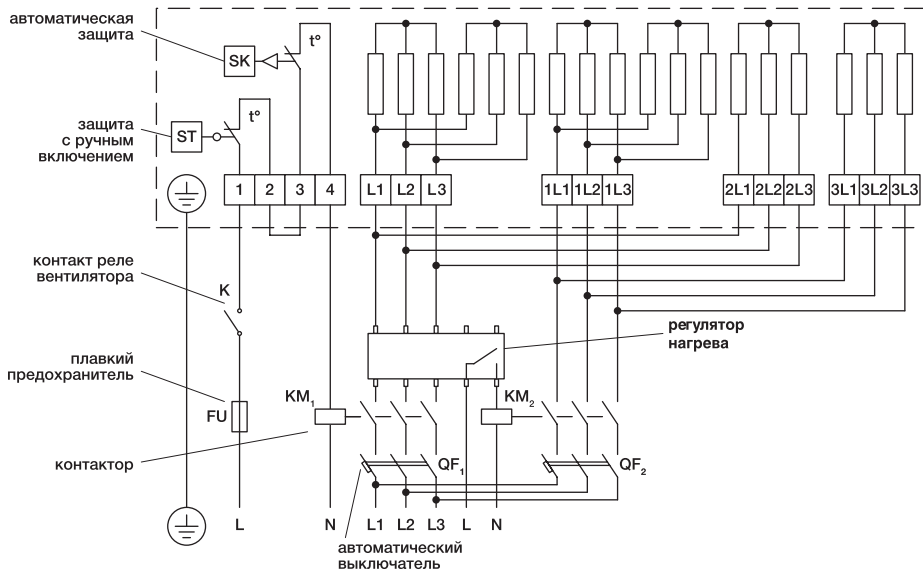 автоматическая
защита
SK
t°
защита
с ручным
включением
ST
t°
1 2 3 4
L1 L2 L3
1L1 1L2 1L3
2L1 2L2 2L3
3L1 3L2 3L3
контакт реле
вентилятора
K
регулятор
нагрева
плавкий
предохранитель
FU
KM₁
KM₂
контактор
QF₁
QF₂
L N L1 L2 L3 L N
автоматический
выключатель